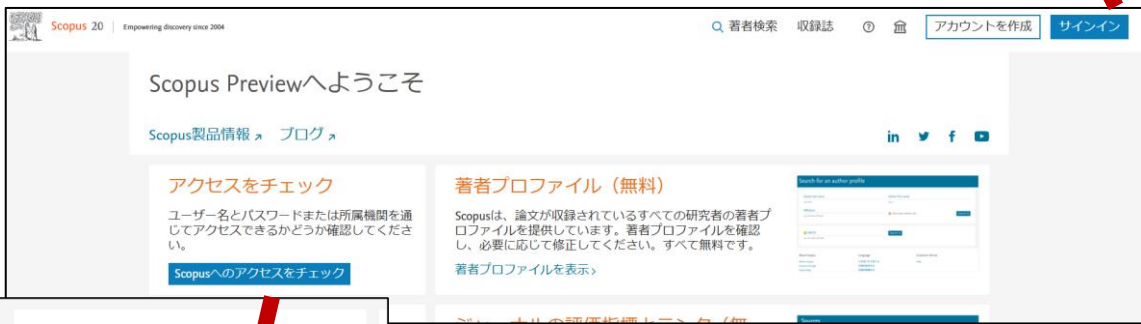 Scopus 20 Empowering discovery since 2004
著者検索 収録誌 アカウントを作成 サインイン
Scopus Previewへようこそ
Scopus製品情報 ブログ
アクセスをチェック
ユーザー名とパスワードまたは所属機関を通
じてアクセスできるかどうか確認してくださ
い。
Scopusへのアクセスをチェック
著者プロファイル（無料）
Scopusは、論文が収録されているすべての研究者の著者プ
ロファイルを提供しています。著者プロファイルを確認
し、必要に応じて修正してください。すべて無料です。
著者プロファイルを表示
Search for an author profile